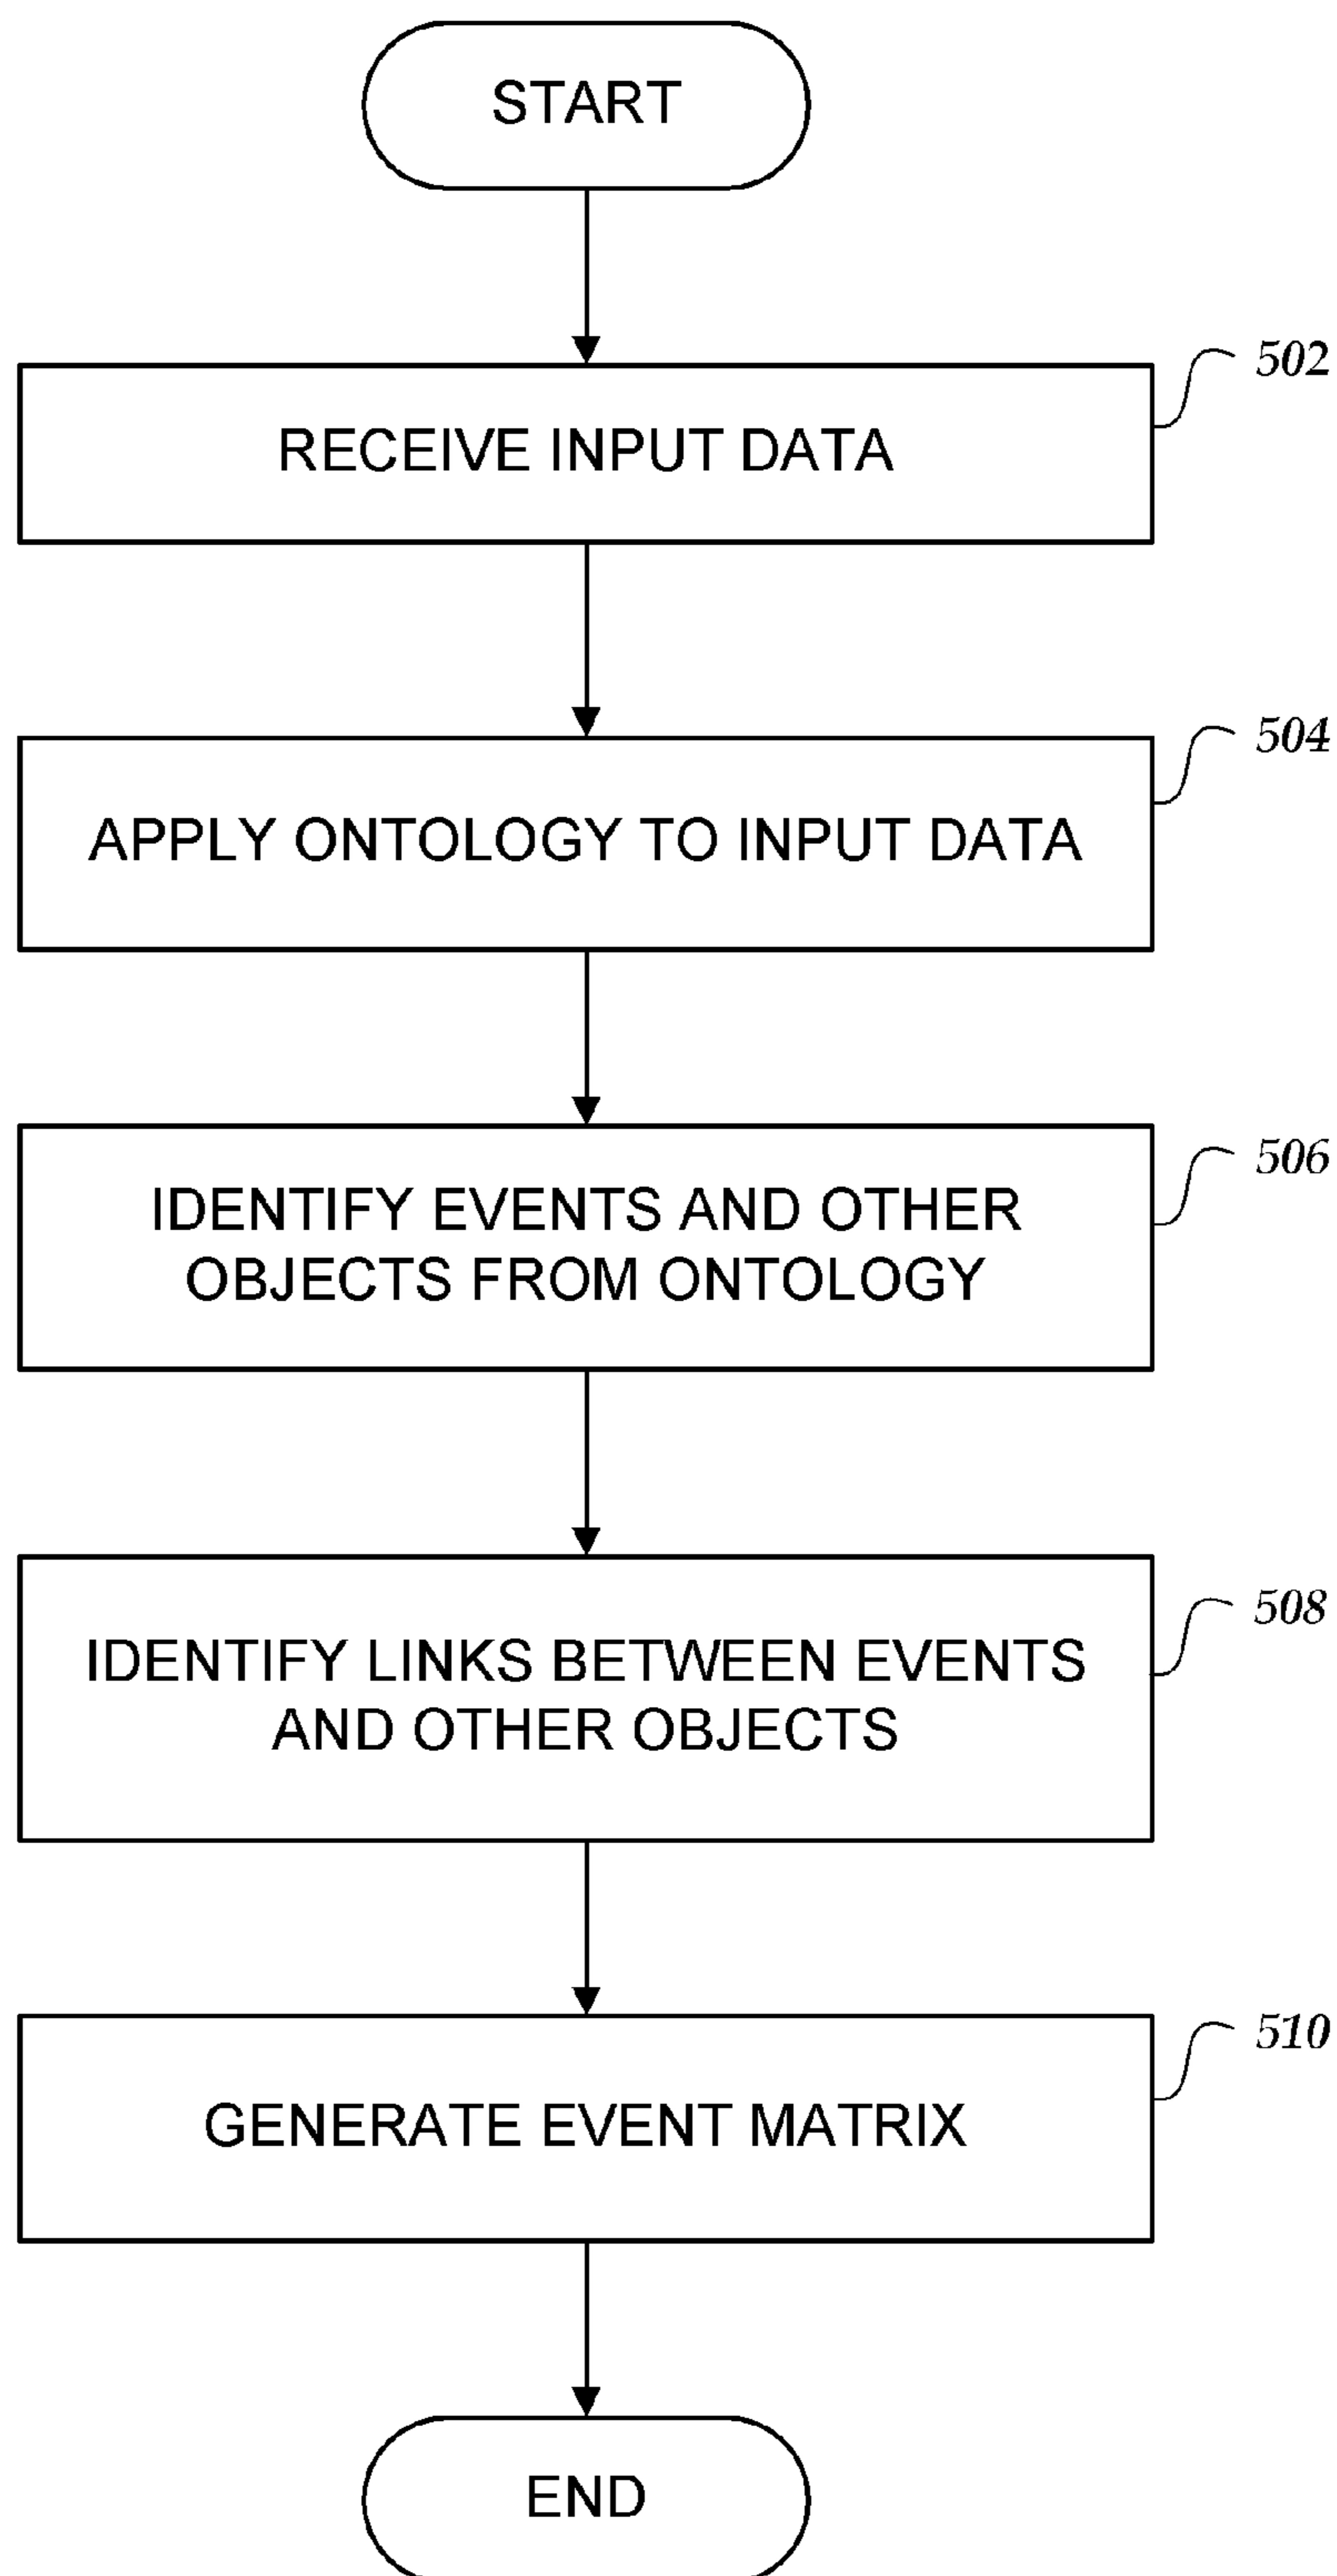 START
502
RECEIVE INPUT DATA
504
APPLY ONTOLOGY TO INPUT DATA
506
IDENTIFY EVENTS AND OTHER
OBJECTS FROM ONTOLOGY
508
IDENTIFY LINKS BETWEEN EVENTS
AND OTHER OBJECTS
510
GENERATE EVENT MATRIX
END